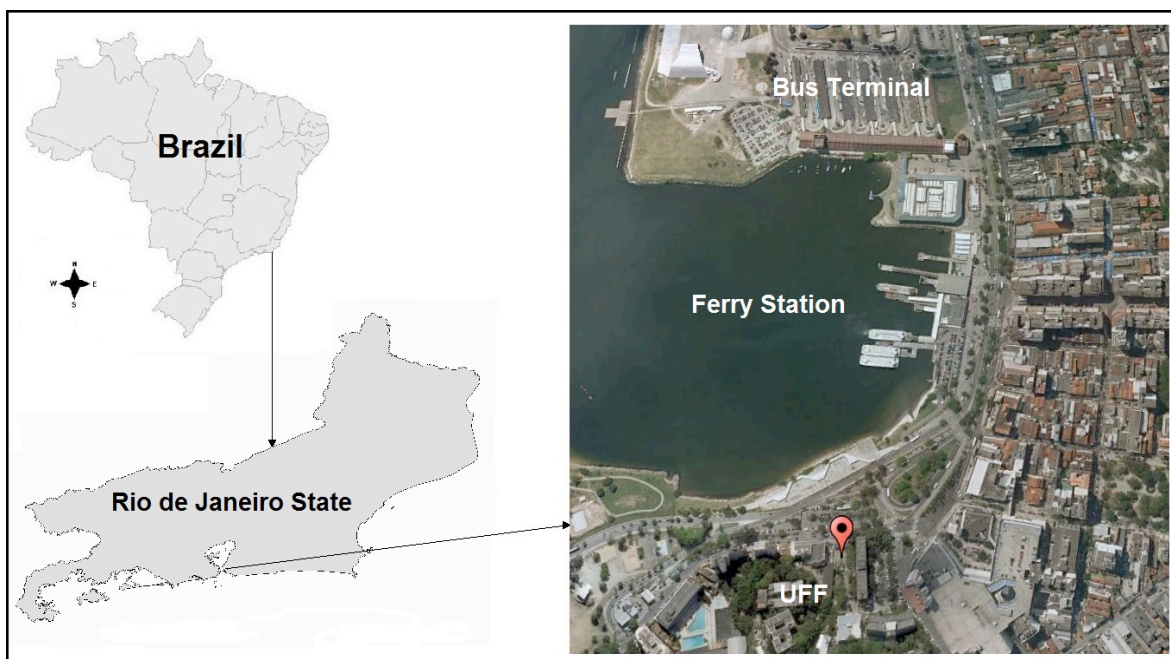 Brazil
N
W E
S
Rio de Janeiro State
Bus Terminal
Ferry Station
UFF